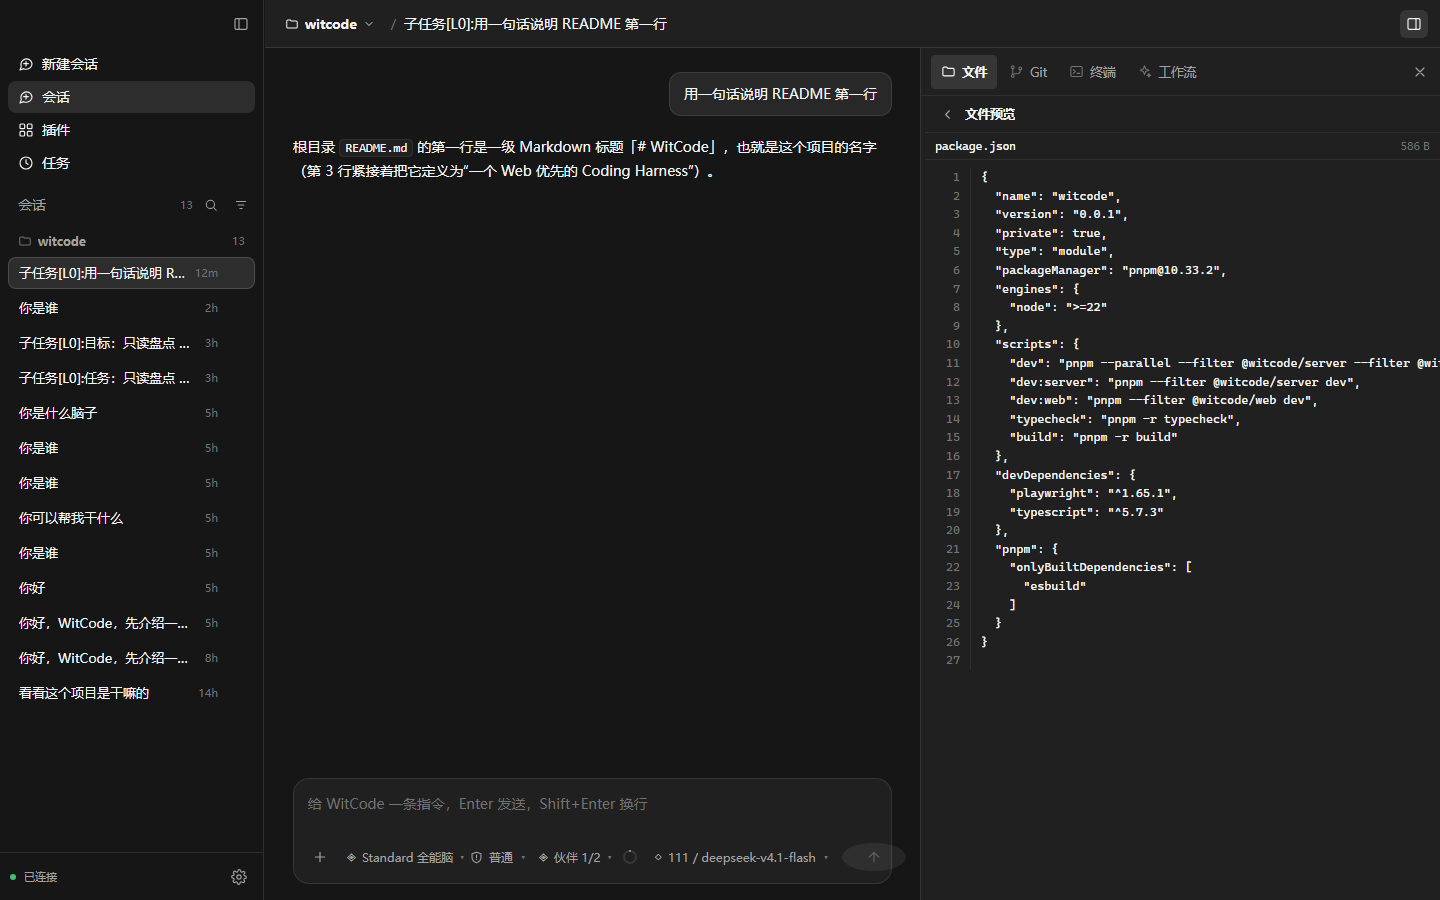 witcode
/ 子任务[L0]:用一句话说明 README 第一行
新建会话
会话
插件
任务
会话 13
witcode 13
子任务[L0]:用一句话说明 R... 12m
你是谁 2h
子任务[L0]:目标：只读盘点 ... 3h
子任务[L0]:任务：只读盘点 ... 3h
你是什么脑子 5h
你是谁 5h
你是谁 5h
你可以帮我干什么 5h
你是谁 5h
你好 5h
你好，WitCode，先介绍一... 5h
你好，WitCode，先介绍一... 8h
看看这个项目是干嘛的 14h
已连接
用一句话说明 README 第一行
根目录 README.md 的第一行是一级 Markdown 标题「# WitCode」，也就是这个项目的名字
（第 3 行紧接着把它定义为“一个 Web 优先的 Coding Harness”）。
给 WitCode 一条指令，Enter 发送，Shift+Enter 换行
Standard 全能脑 普通 伙伴 1/2 111 / deepseek-v4.1-flash
文件 Git 终端 工作流
文件预览
package.json 586 B
1 {
2 "name": "witcode",
3 "version": "0.0.1",
4 "private": true,
5 "type": "module",
6 "packageManager": "pnpm@10.33.2",
7 "engines": {
8 "node": ">=22"
9 },
10 "scripts": {
11 "dev": "pnpm --parallel --filter @witcode/server --filter @wi
12 "dev:server": "pnpm --filter @witcode/server dev",
13 "dev:web": "pnpm --filter @witcode/web dev",
14 "typecheck": "pnpm -r typecheck",
15 "build": "pnpm -r build"
16 },
17 "devDependencies": {
18 "playwright": "^1.65.1",
19 "typescript": "^5.7.3"
20 },
21 "pnpm": {
22 "onlyBuiltDependencies": [
23 "esbuild"
24 ]
25 }
26 }
27